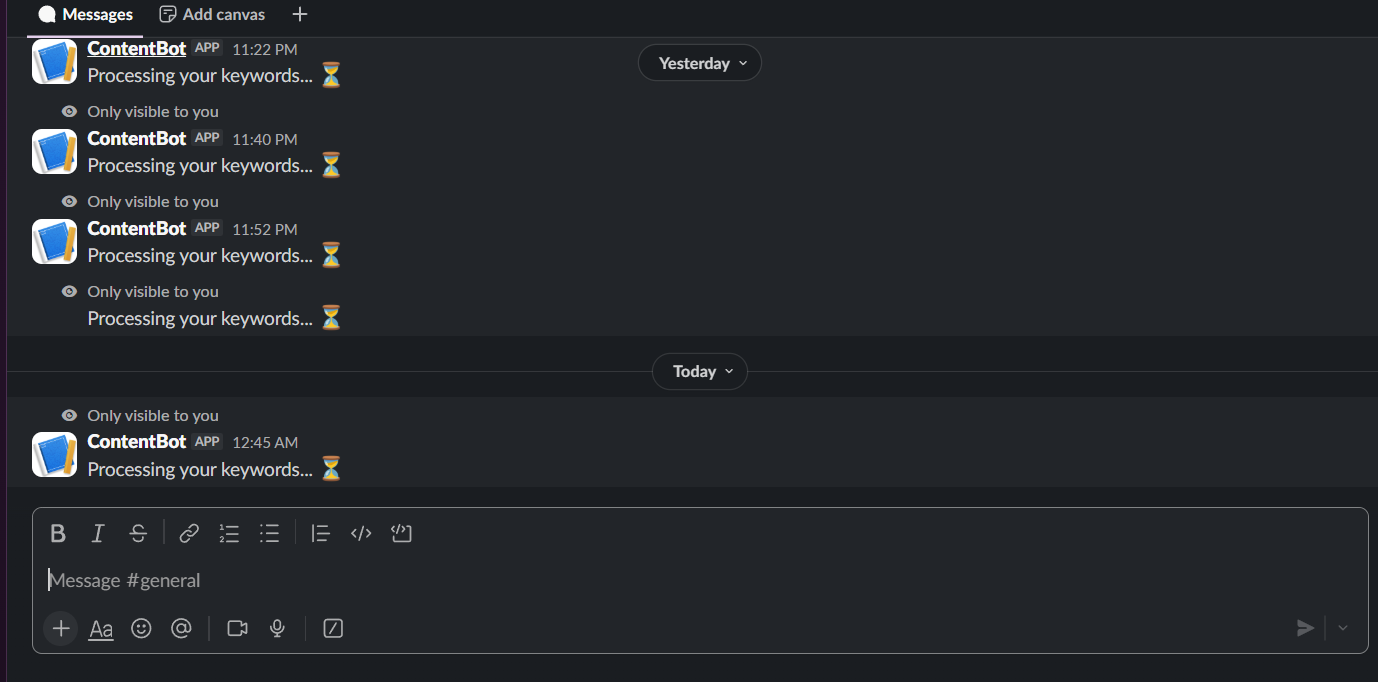 Messages Add canvas
ContentBot APP 11:22 PM
Yesterday
Processing your keywords... ⏳
Only visible to you
ContentBot APP 11:40 PM
Processing your keywords... ⏳
Only visible to you
ContentBot APP 11:52 PM
Processing your keywords... ⏳
Only visible to you
Processing your keywords... ⏳
Today
Only visible to you
ContentBot APP 12:45 AM
Processing your keywords... ⏳
Message #general
Aa